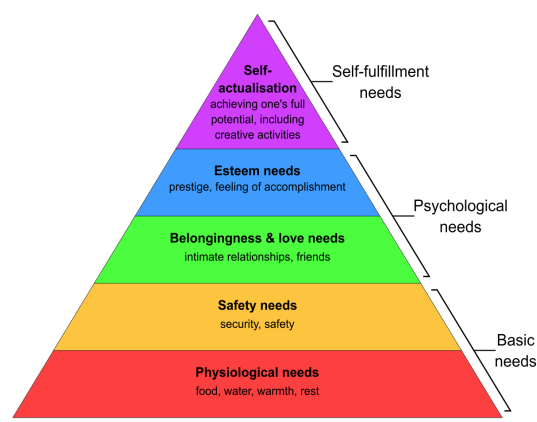 Self-
actualisation
achieving one's full
potential, including
creative activities
Self-fulfillment
needs
Esteem needs
prestige, feeling of accomplishment
Psychological
needs
Belongingness & love needs
intimate relationships, friends
Safety needs
security, safety
Basic
needs
Physiological needs
food, water, warmth, rest